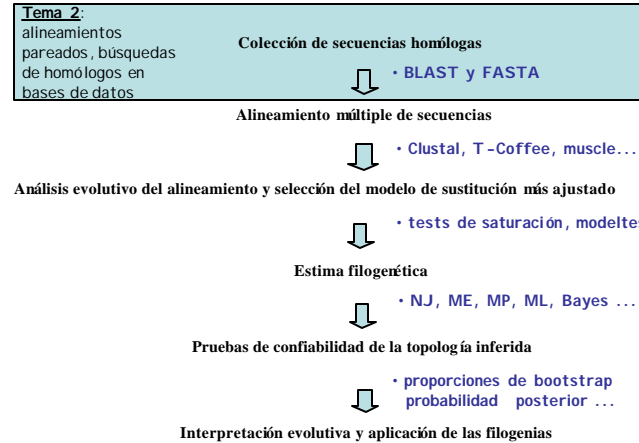 Tema 2:
alineamientos
pareados, búsquedas
de homólogos en
bases de datos
Colección de secuencias homólogas
• BLAST y FASTA
Alineamiento múltiple de secuencias
• Clustal, T-Coffee, muscle...
Análisis evolutivo del alineamiento y selección del modelo de sustitución más ajustado
• tests de saturación, modeltes
Estima filogenética
• NJ, ME, MP, ML, Bayes ...
Pruebas de confiabilidad de la topología inferida
• proporciones de bootstrap
probabilidad posterior ...
Interpretación evolutiva y aplicación de las filogenias